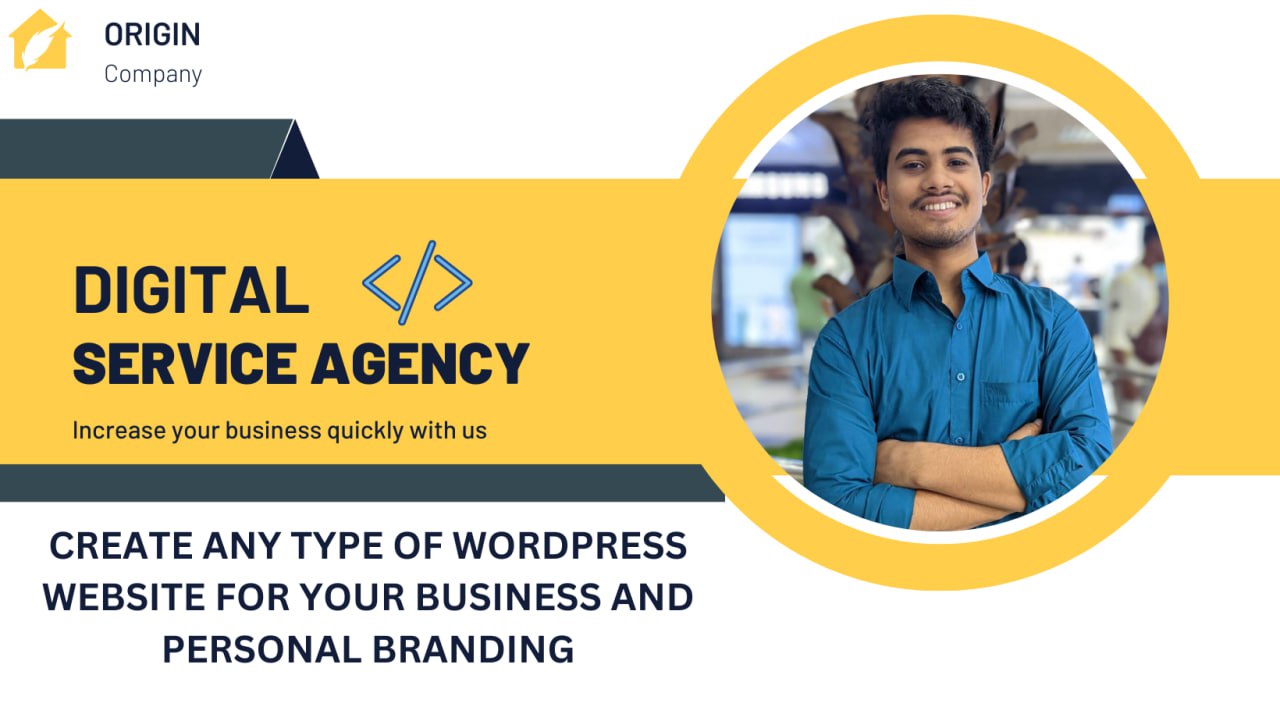 ORIGIN
Company
DIGITAL </>
SERVICE AGENCY
Increase your business quickly with us
CREATE ANY TYPE OF WORDPRESS
WEBSITE FOR YOUR BUSINESS AND
PERSONAL BRANDING